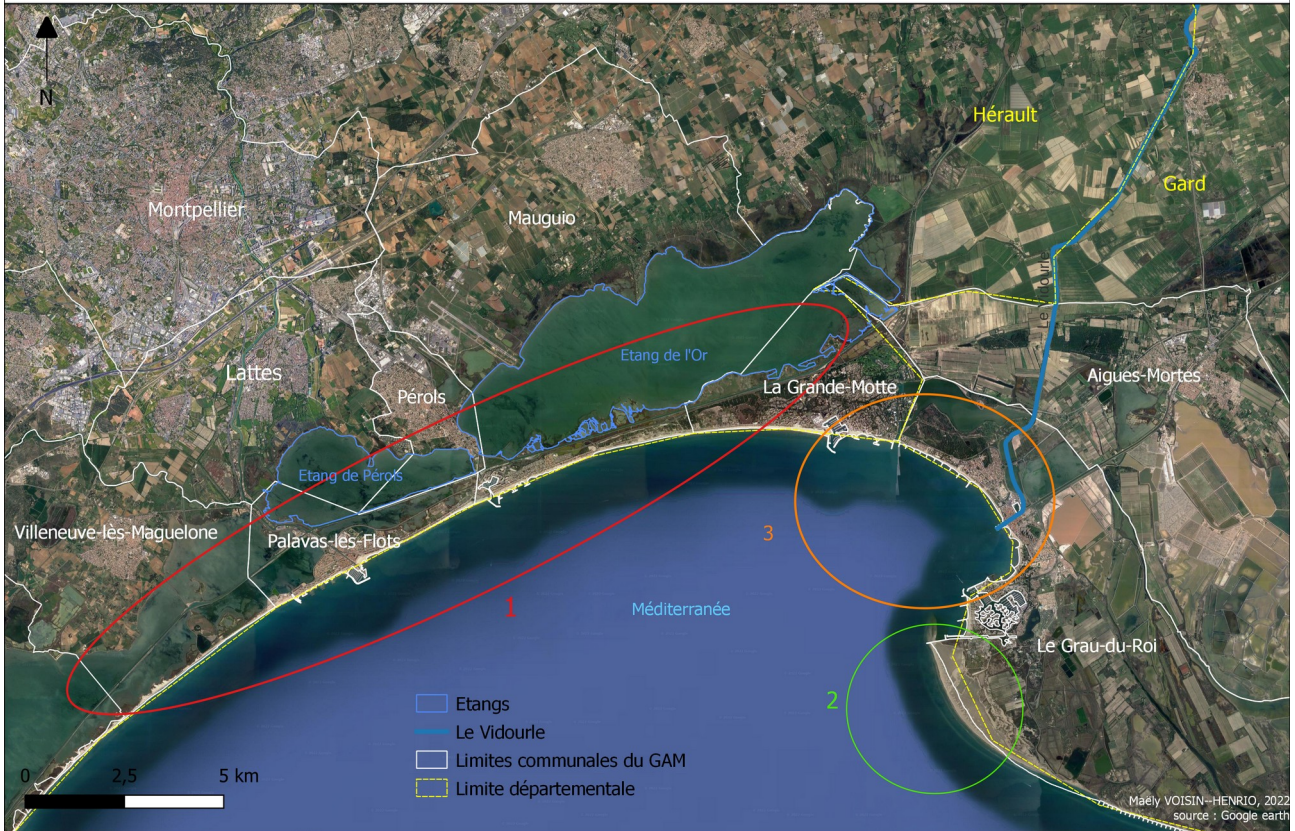 N
Hérault
Gard
Montpellier
Mauguio
Le Vidourle
Etang de l'Or
Lattes
Pérols
La Grande-Motte
Aigues-Mortes
Etang de Pérols
Villeneuve-lès-Maguelone
Palavas-les-Flots
3
1
Méditerranée
Le Grau-du-Roi
2
Etangs
Le Vidourle
Limites communales du GAM
Limite départementale
0 2,5 5 km
Maëly VOISIN--HENRIO, 2022
source : Google earth